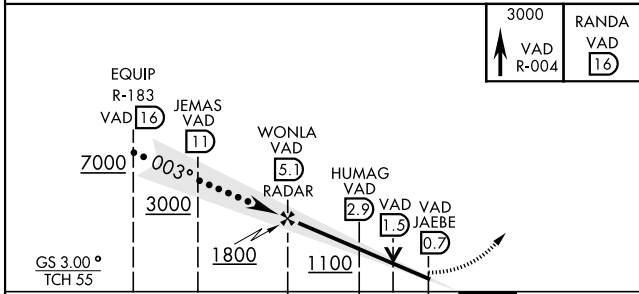 3000
VAD
R-004
RANDA
VAD
16
EQUIP
R-183
VAD 16
JEMAS
VAD
11
WONLA
VAD
5.1
RADAR
HUMAG
VAD
2.9
VAD
1.5
VAD
JAEBE
0.7
7000
003°
3000
1800
1100
GS 3.00°
TCH 55